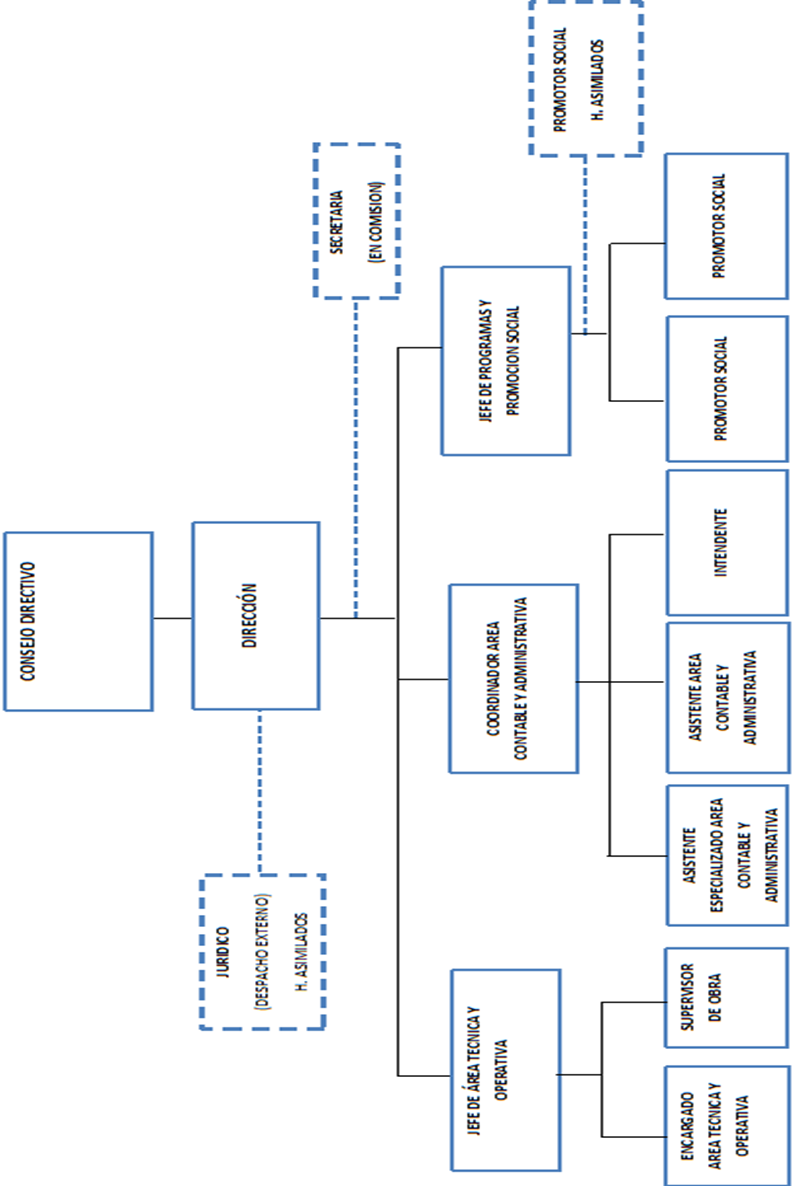 CONSEJO DIRECTIVO
DIRECCIÓN
JURIDICO
(DESPACHO EXTERNO)
H. ASIMILADOS
SECRETARIA
(EN COMISION)
JEFE DE ÁREA TECNICA Y
OPERATIVA
COORDINADOR AREA
CONTABLE Y ADMINISTRATIVA
JEFE DE PROGRAMAS Y
PROMOCION SOCIAL
PROMOTOR SOCIAL
H. ASIMILADOS
ENCARGADO
AREA TECNICA Y
OPERATIVA
SUPERVISOR
DE OBRA
ASISTENTE
ESPECIALIZADO AREA
CONTABLE Y
ADMINISTRATIVA
ASISTENTE AREA
CONTABLE Y
ADMINISTRATIVA
INTENDENTE
PROMOTOR SOCIAL
PROMOTOR SOCIAL